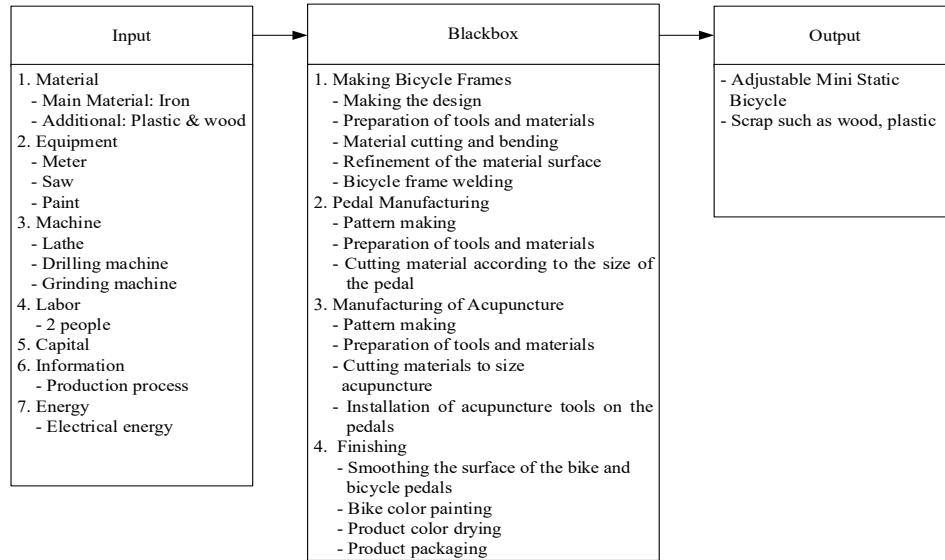 Input
1. Material
- Main Material: Iron
- Additional: Plastic & wood
2. Equipment
- Meter
- Saw
- Paint
3. Machine
- Lathe
- Drilling machine
- Grinding machine
4. Labor
- 2 people
5. Capital
6. Information
- Production process
7. Energy
- Electrical energy
Blackbox
1. Making Bicycle Frames
- Making the design
- Preparation of tools and materials
- Material cutting and bending
- Refinement of the material surface
- Bicycle frame welding
2. Pedal Manufacturing
- Pattern making
- Preparation of tools and materials
- Cutting material according to the size of
the pedal
3. Manufacturing of Acupuncture
- Pattern making
- Preparation of tools and materials
- Cutting materials to size
acupuncture
- Installation of acupuncture tools on the
pedals
4. Finishing
- Smoothing the surface of the bike and
bicycle pedals
- Bike color painting
- Product color drying
- Product packaging
Output
- Adjustable Mini Static
Bicycle
- Scrap such as wood, plastic